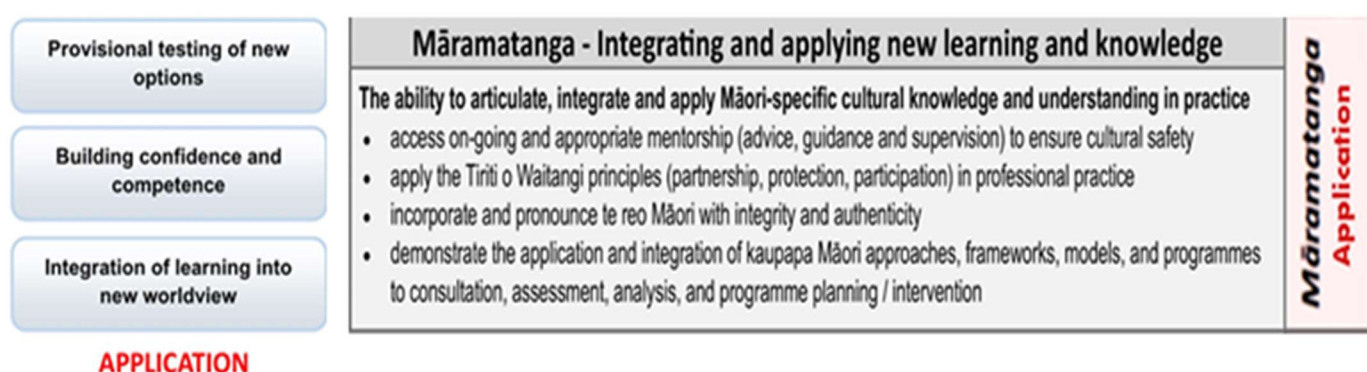 Provisional testing of new
options
Building confidence and
competence
Integration of learning into
new worldview
APPLICATION
Māramatanga - Integrating and applying new learning and knowledge
The ability to articulate, integrate and apply Māori-specific cultural knowledge and understanding in practice
• access on-going and appropriate mentorship (advice, guidance and supervision) to ensure cultural safety
• apply the Tiriti o Waitangi principles (partnership, protection, participation) in professional practice
• incorporate and pronounce te reo Māori with integrity and authenticity
• demonstrate the application and integration of kaupapa Māori approaches, frameworks, models, and programmes
to consultation, assessment, analysis, and programme planning / intervention
Māramatanga
Application